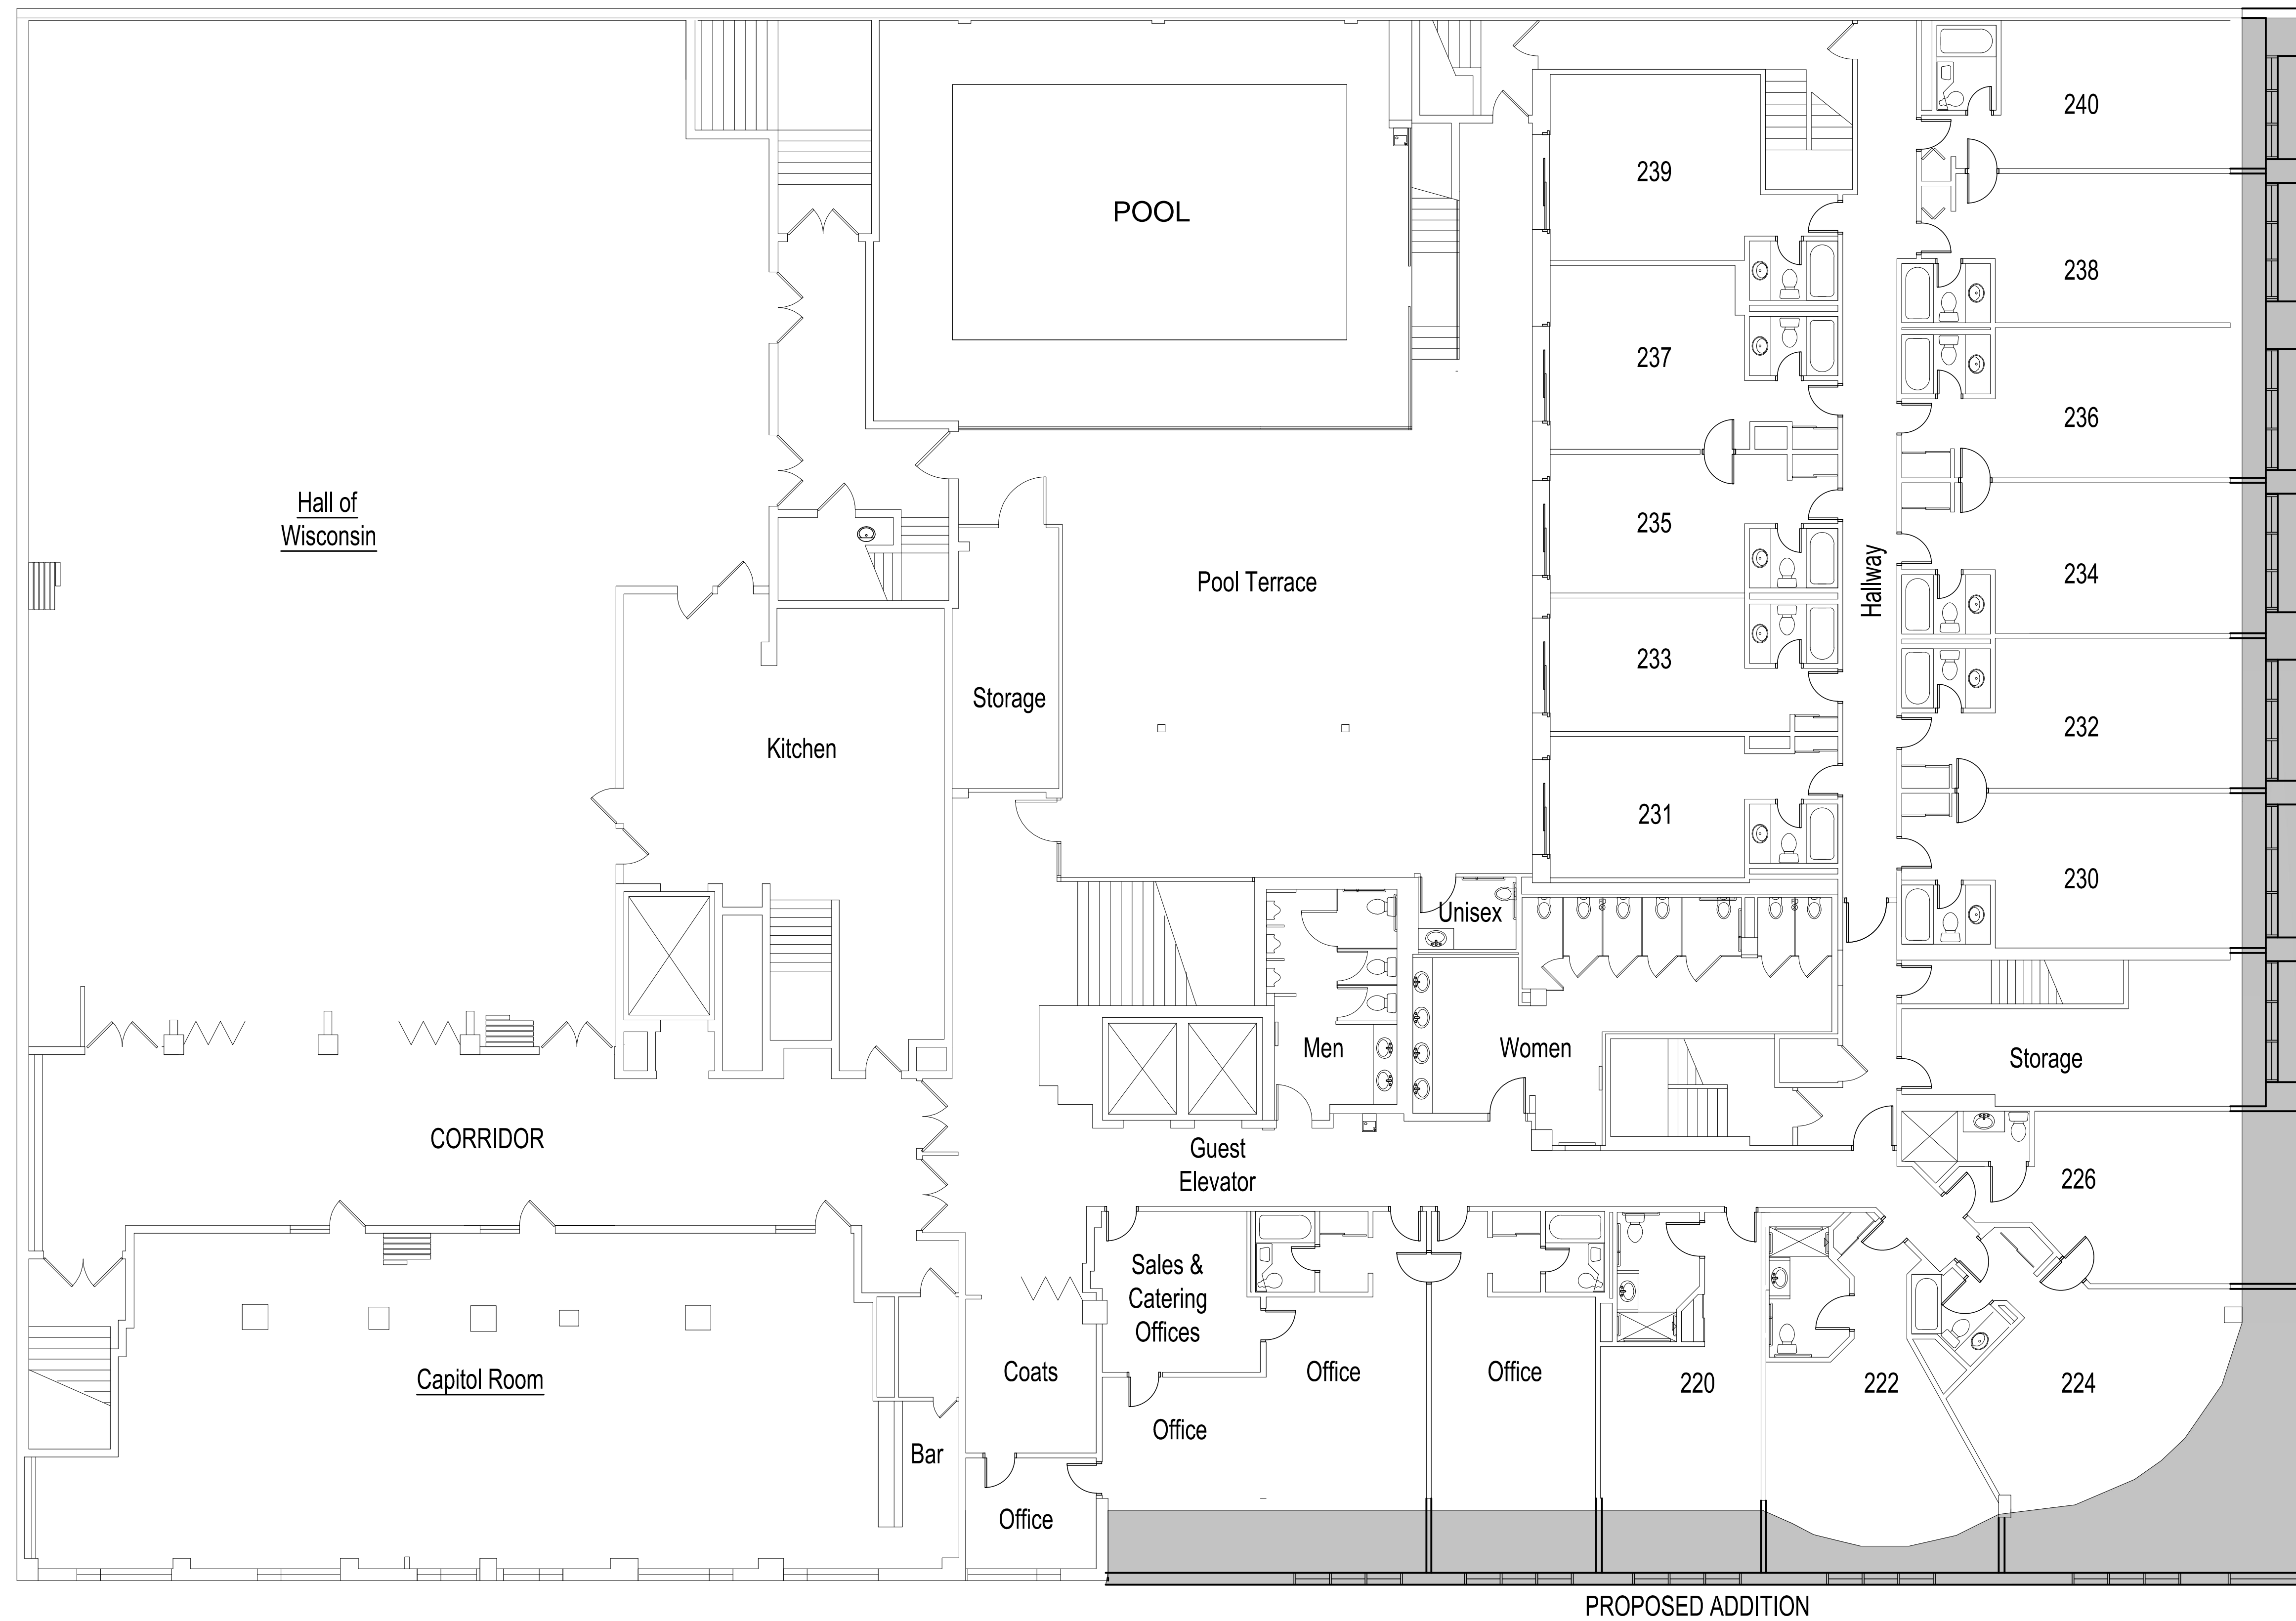 240
239
POOL
238
237
236
Hall of
Wisconsin
235
234
Pool Terrace
Hallway
233
Storage
232
Kitchen
231
230
Unisex
Men
Women
Storage
CORRIDOR
Guest
Elevator
226
Sales &
Catering
Offices
Capitol Room
Coats
Office
Office
220
222
224
Office
Bar
Office
PROPOSED ADDITION